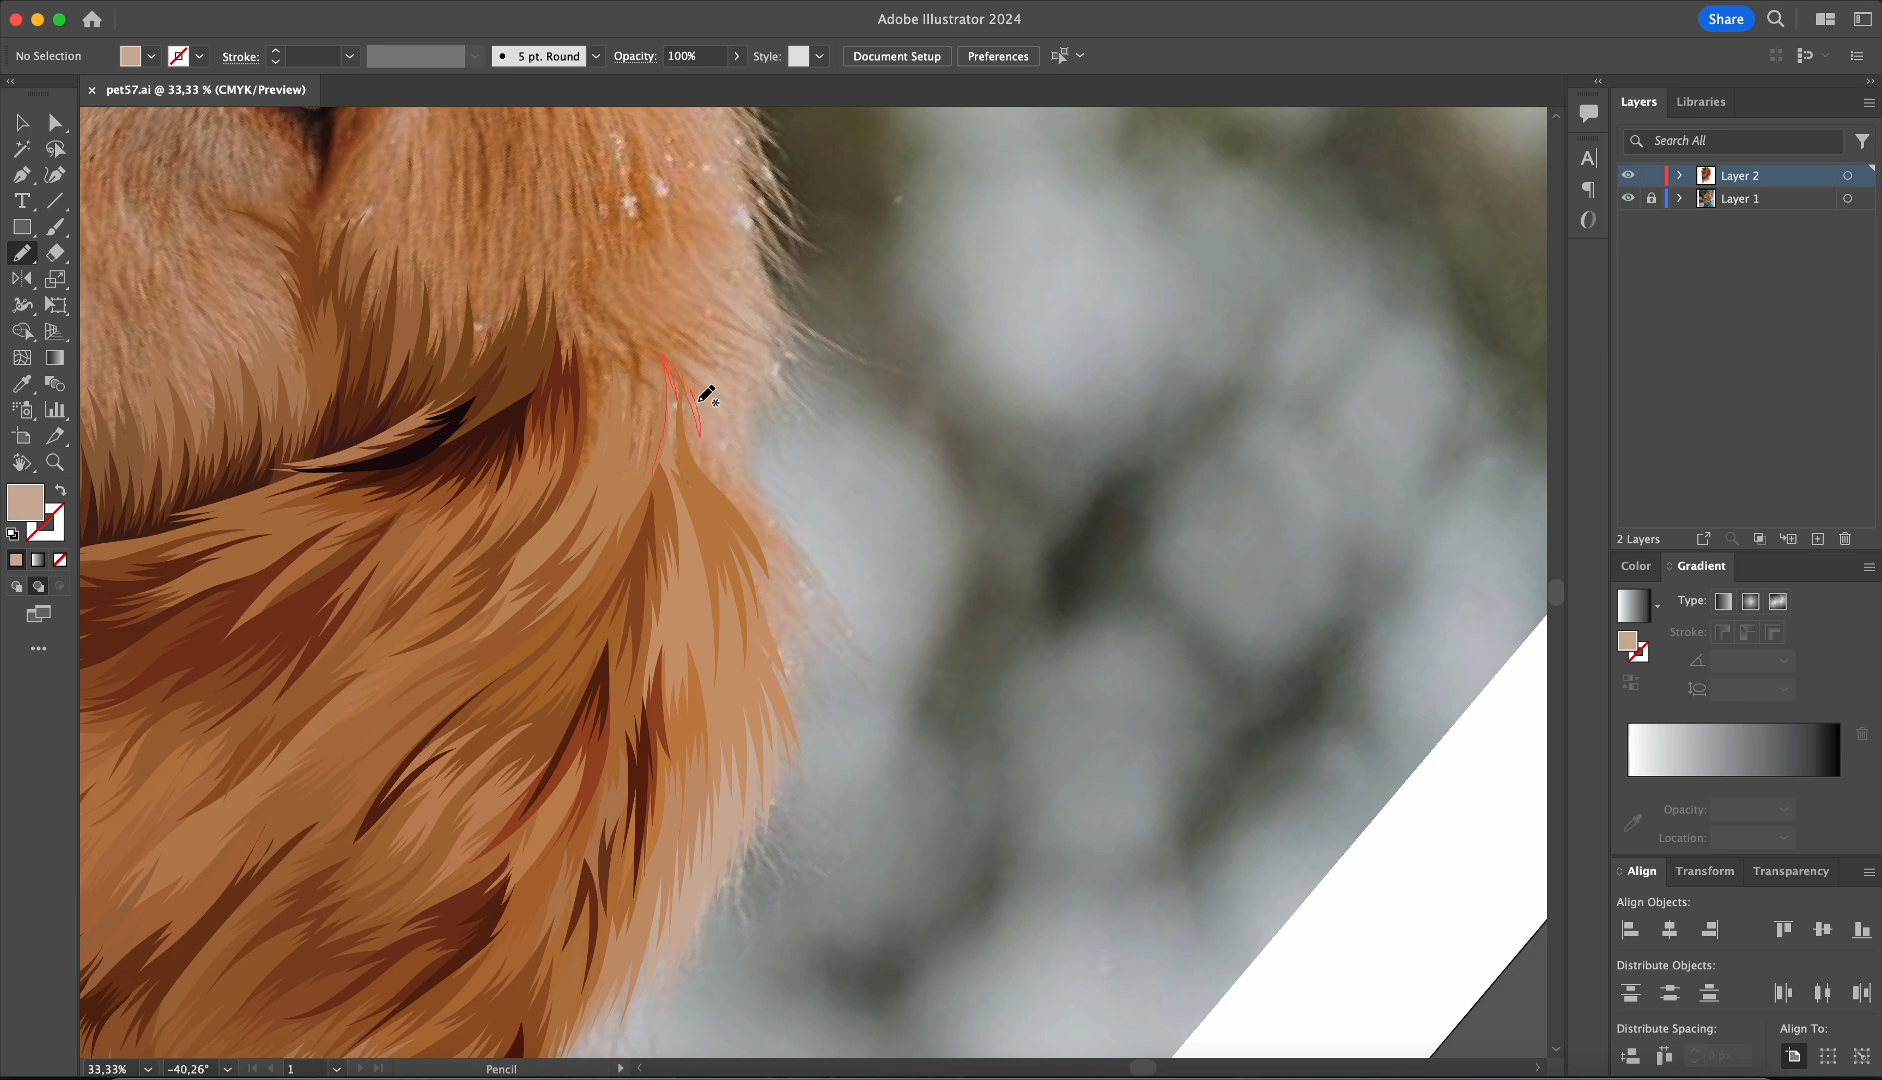 Adobe Illustrator 2024
Share
No Selection
Stroke:
5 pt. Round
Opacity:
100%
Style:
Document Setup
Preferences
pet57.ai @ 33,33 % (CMYK/Preview)
Layers
Libraries
Search All
Layer 2
Layer 1
2 Layers
Color
Gradient
Type:
Stroke:
Opacity:
Location:
Align
Transform
Transparency
Align Objects:
Distribute Objects:
Distribute Spacing:
Align To:
0 px
33,33%
-40,26°
1
Pencil